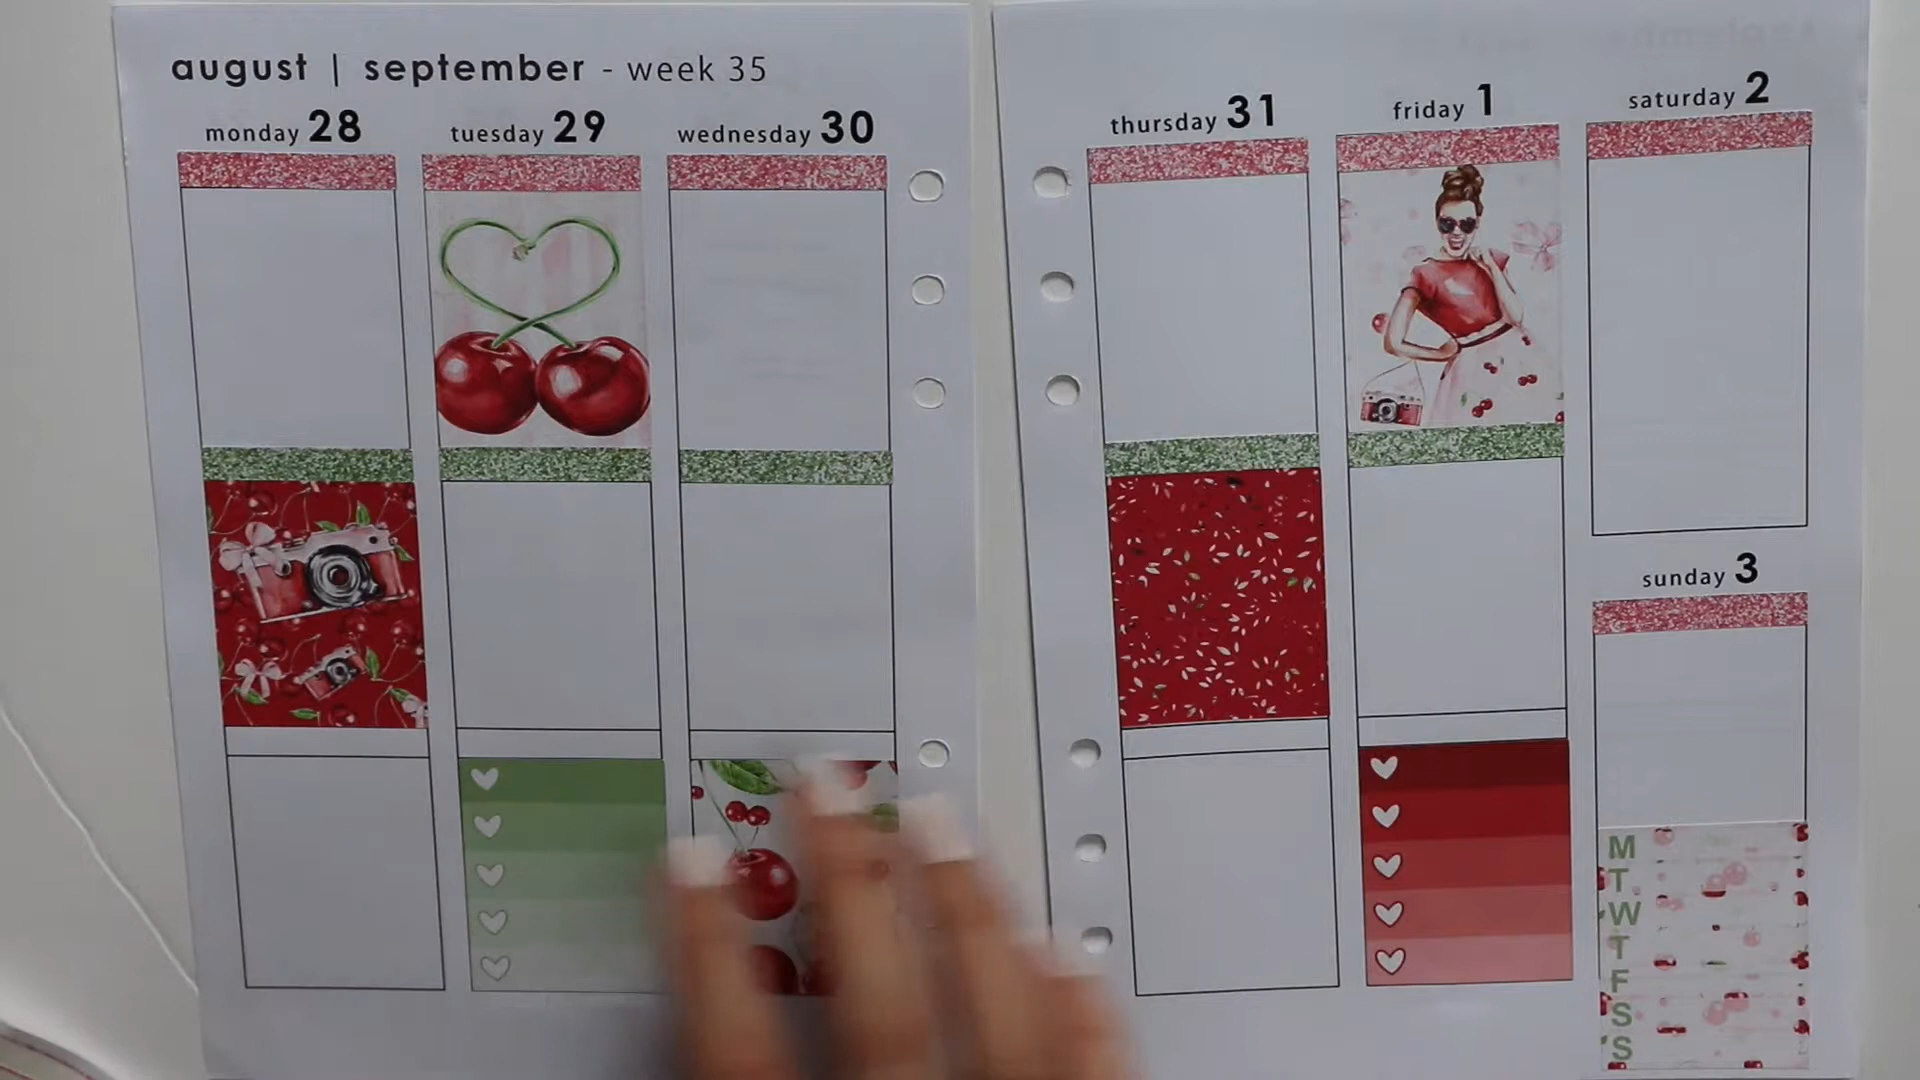 august | september - week 35
monday 28
tuesday 29
wednesday 30
thursday 31
friday 1
saturday 2
sunday 3
M
T
W
T
F
S
S